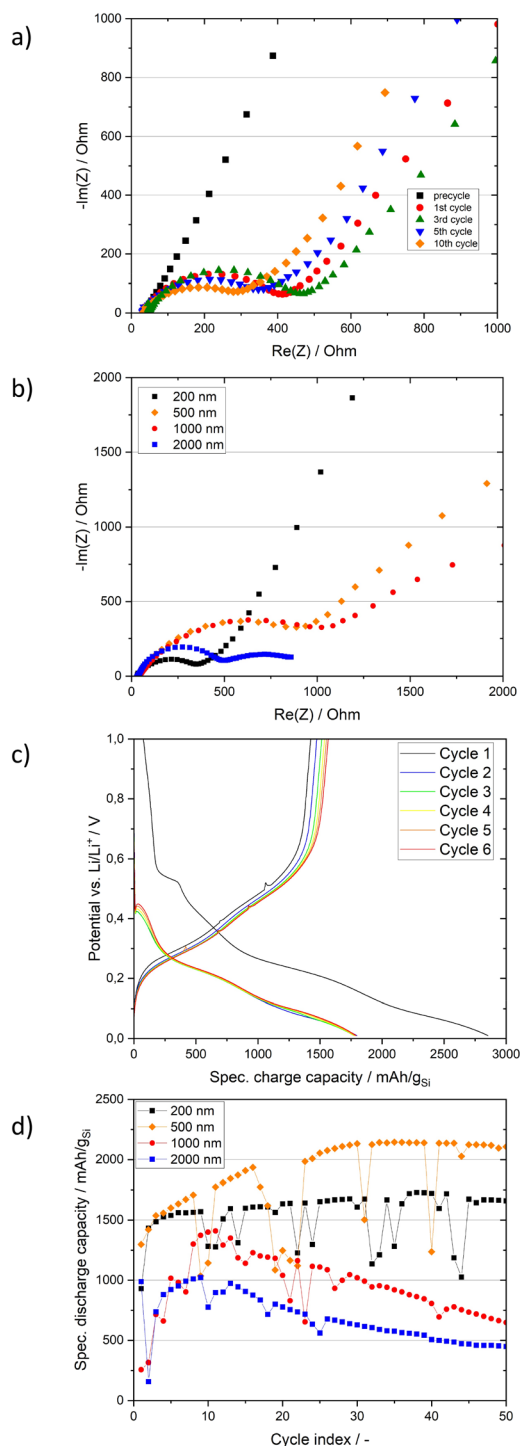 a)
1000
800
600
400
200
0
-Im(Z) / Ohm
precycle
1st cycle
3rd cycle
5th cycle
10th cycle
0 200 400 600 800 1000
Re(Z) / Ohm
b)
2000
1500
1000
500
0
-Im(Z) / Ohm
200 nm
500 nm
1000 nm
2000 nm
0 500 1000 1500 2000
Re(Z) / Ohm
c)
1,0
0,8
0,6
0,4
0,2
0,0
Potential vs. Li/Li⁺ / V
Cycle 1
Cycle 2
Cycle 3
Cycle 4
Cycle 5
Cycle 6
0 500 1000 1500 2000 2500 3000
Spec. charge capacity / mAh/gSi
d)
2500
2000
1500
1000
500
0
Spec. discharge capacity / mAh/gSi
200 nm
500 nm
1000 nm
2000 nm
0 10 20 30 40 50
Cycle index / -